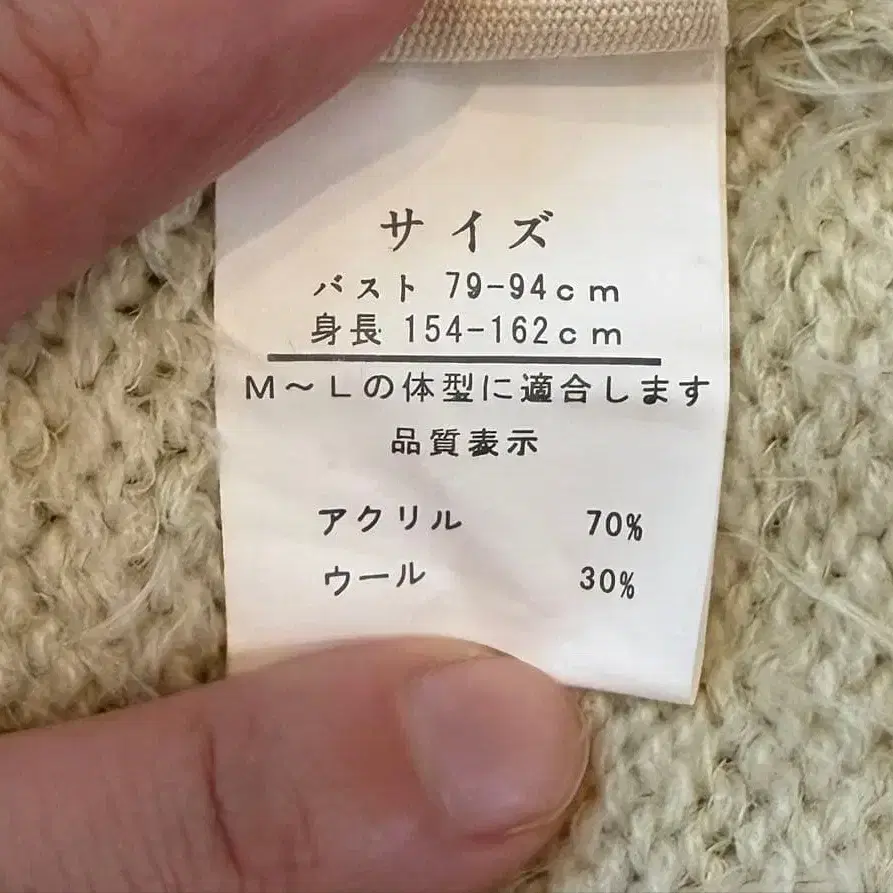 サイズ
バスト 79-94cm
身長 154-162cm
M～Lの体型に適合します
品質表示
アクリル 70%
ウール 30%